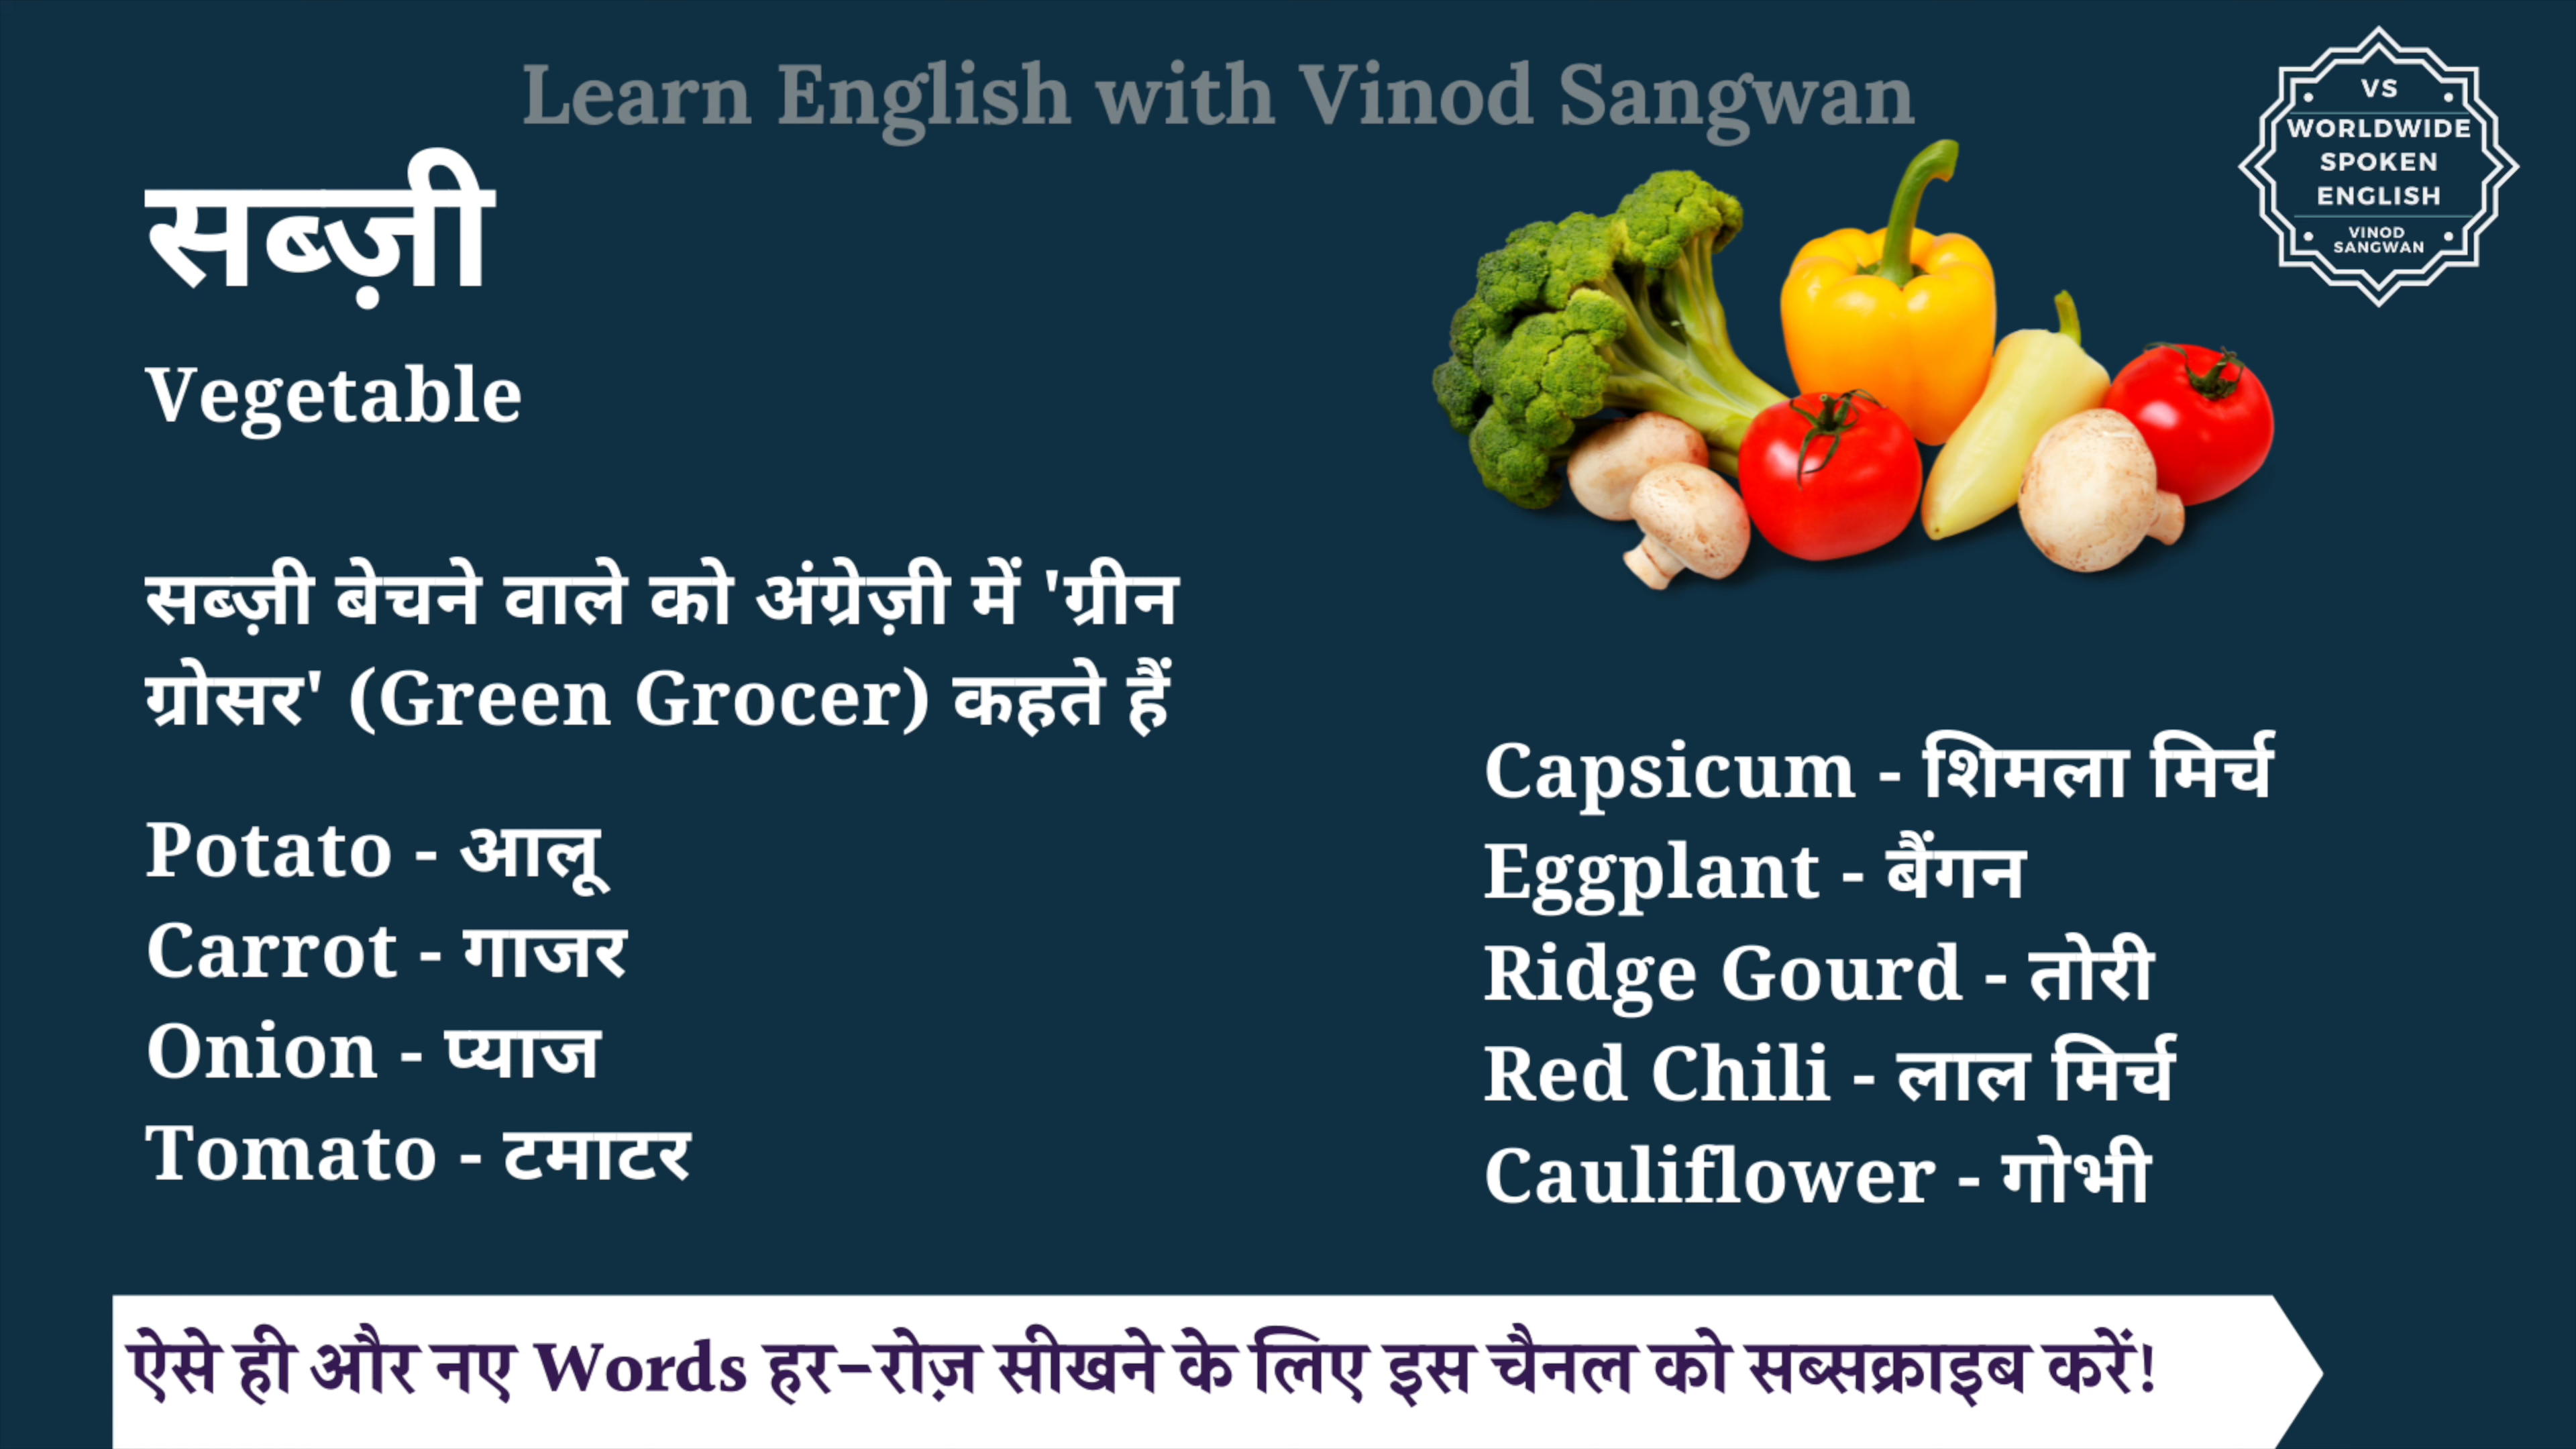 Learn English with Vinod Sangwan
VS
WORLDWIDE
SPOKEN
ENGLISH
VINOD
SANGWAN
सब्ज़ी
Vegetable
सब्ज़ी बेचने वाले को अंग्रेज़ी में 'ग्रीन
ग्रोसर' (Green Grocer) कहते हैं
Potato - आलू
Carrot - गाजर
Onion - प्याज
Tomato - टमाटर
Capsicum - शिमला मिर्च
Eggplant - बैंगन
Ridge Gourd - तोरी
Red Chili - लाल मिर्च
Cauliflower - गोभी
ऐसे ही और नए Words हर-रोज़ सीखने के लिए इस चैनल को सब्सक्राइब करें!